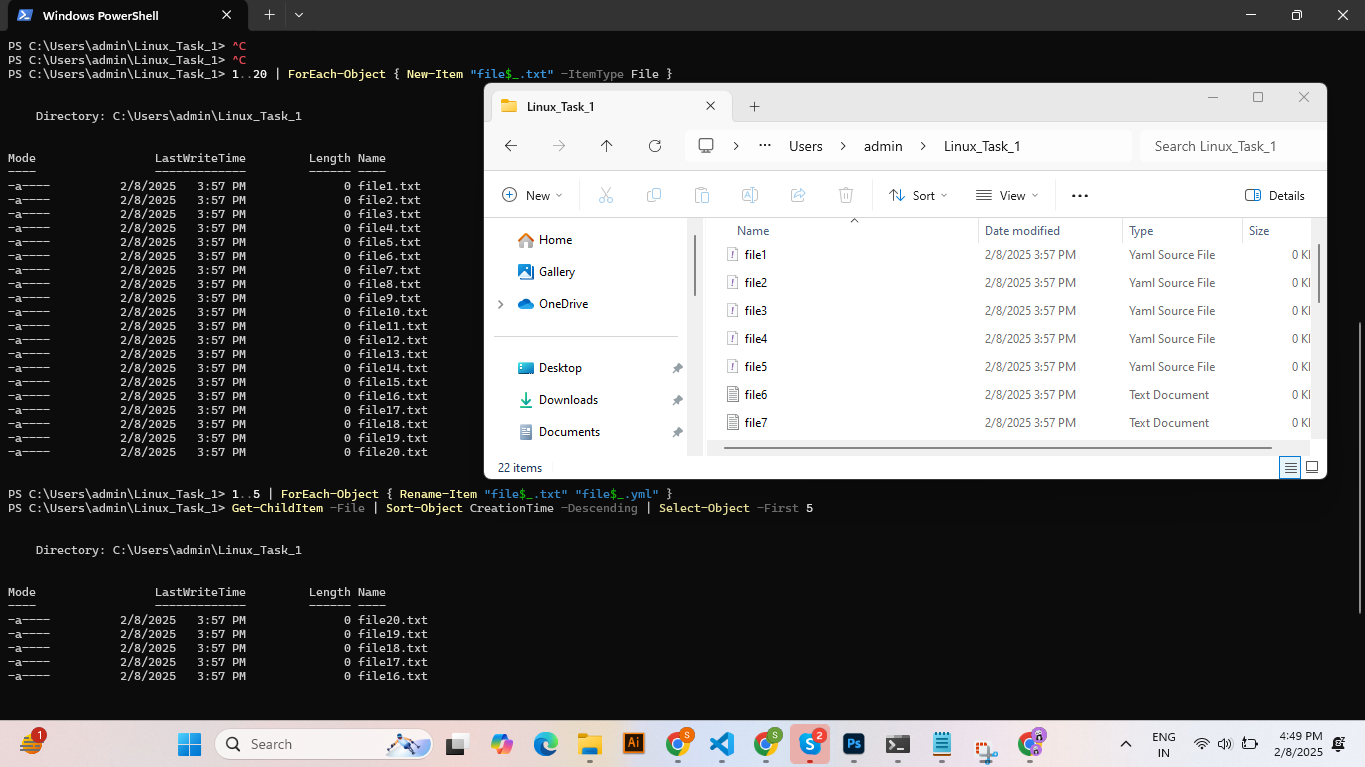 Windows PowerShell
PS C:\Users\admin\Linux_Task_1> ^C
PS C:\Users\admin\Linux_Task_1> ^C
PS C:\Users\admin\Linux_Task_1> 1..20 | ForEach-Object { New-Item "file$_.txt" -ItemType File }
Directory: C:\Users\admin\Linux_Task_1
Mode LastWriteTime Length Name
---- ------------- ------ ----
-a---- 2/8/2025 3:57 PM 0 file1.txt
-a---- 2/8/2025 3:57 PM 0 file2.txt
-a---- 2/8/2025 3:57 PM 0 file3.txt
-a---- 2/8/2025 3:57 PM 0 file4.txt
-a---- 2/8/2025 3:57 PM 0 file5.txt
-a---- 2/8/2025 3:57 PM 0 file6.txt
-a---- 2/8/2025 3:57 PM 0 file7.txt
-a---- 2/8/2025 3:57 PM 0 file8.txt
-a---- 2/8/2025 3:57 PM 0 file9.txt
-a---- 2/8/2025 3:57 PM 0 file10.txt
-a---- 2/8/2025 3:57 PM 0 file11.txt
-a---- 2/8/2025 3:57 PM 0 file12.txt
-a---- 2/8/2025 3:57 PM 0 file13.txt
-a---- 2/8/2025 3:57 PM 0 file14.txt
-a---- 2/8/2025 3:57 PM 0 file15.txt
-a---- 2/8/2025 3:57 PM 0 file16.txt
-a---- 2/8/2025 3:57 PM 0 file17.txt
-a---- 2/8/2025 3:57 PM 0 file18.txt
-a---- 2/8/2025 3:57 PM 0 file19.txt
-a---- 2/8/2025 3:57 PM 0 file20.txt
PS C:\Users\admin\Linux_Task_1> 1..5 | ForEach-Object { Rename-Item "file$_.txt" "file$_.yml" }
PS C:\Users\admin\Linux_Task_1> Get-ChildItem -File | Sort-Object CreationTime -Descending | Select-Object -First 5
Directory: C:\Users\admin\Linux_Task_1
Mode LastWriteTime Length Name
---- ------------- ------ ----
-a---- 2/8/2025 3:57 PM 0 file20.txt
-a---- 2/8/2025 3:57 PM 0 file19.txt
-a---- 2/8/2025 3:57 PM 0 file18.txt
-a---- 2/8/2025 3:57 PM 0 file17.txt
-a---- 2/8/2025 3:57 PM 0 file16.txt
Linux_Task_1
Users > admin > Linux_Task_1
Search Linux_Task_1
New Sort View Details
Home
Gallery
OneDrive
Desktop
Downloads
Documents
Name Date modified Type Size
file1 2/8/2025 3:57 PM Yaml Source File 0 K
file2 2/8/2025 3:57 PM Yaml Source File 0 K
file3 2/8/2025 3:57 PM Yaml Source File 0 K
file4 2/8/2025 3:57 PM Yaml Source File 0 K
file5 2/8/2025 3:57 PM Yaml Source File 0 K
file6 2/8/2025 3:57 PM Text Document 0 K
file7 2/8/2025 3:57 PM Text Document 0 K
22 items
1
Search
Ai
S
S
S
2
Ps
ENG
IN
4:49 PM
2/8/2025